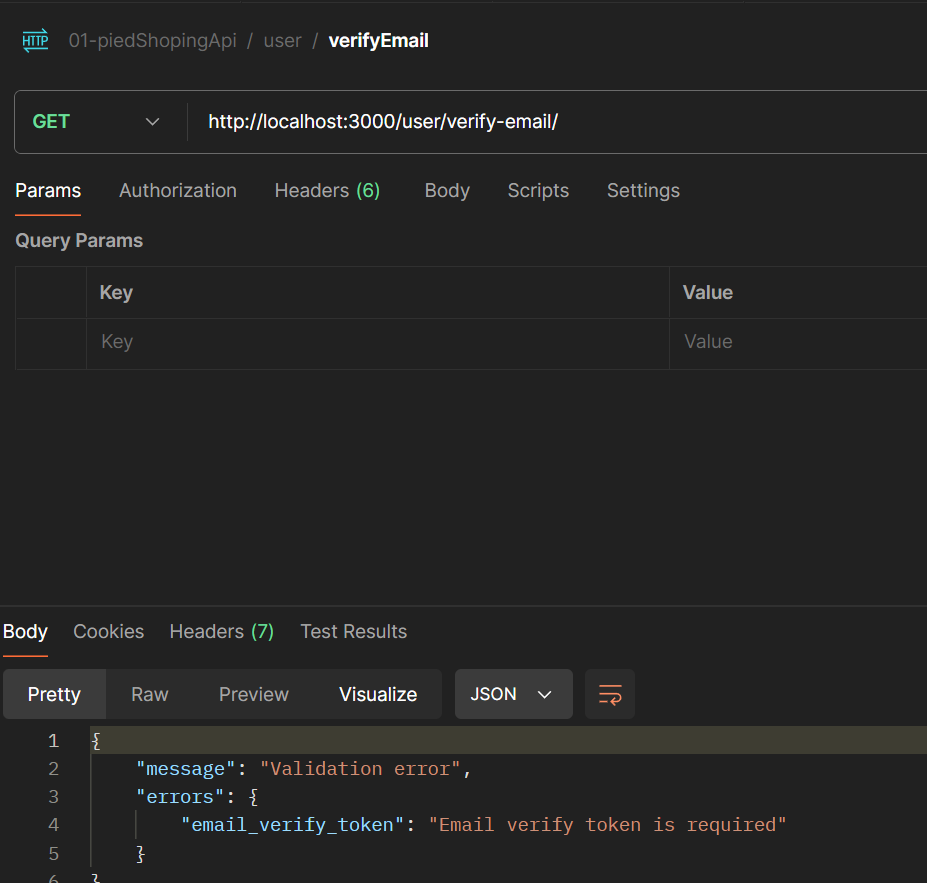 HTTP 01-piedShopingApi / user / verifyEmail
GET http://localhost:3000/user/verify-email/
Params Authorization Headers (6) Body Scripts Settings
Query Params
Key Value
Key Value
Body Cookies Headers (7) Test Results
Pretty Raw Preview Visualize JSON
1 {
2 "message": "Validation error",
3 "errors": {
4 "email_verify_token": "Email verify token is required"
5 }
6 }